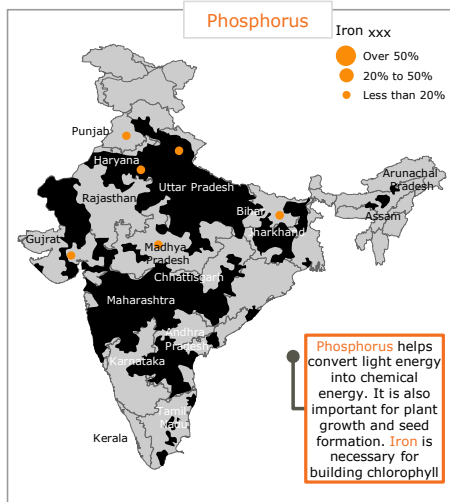 Phosphorus
Iron xxx
Over 50%
20% to 50%
Less than 20%
Punjab
Haryana
Rajasthan
Uttar Pradesh
Arunachal
Pradesh
Assam
Bihar
Jharkhand
Gujrat
Madhya
Pradesh
Chhattisgarh
Maharashtra
Andhra
Pradesh
Karnataka
Tamil
Nadu
Kerala
Phosphorus helps
convert light energy
into chemical
energy. It is also
important for plant
growth and seed
formation. Iron is
necessary for
building chlorophyll